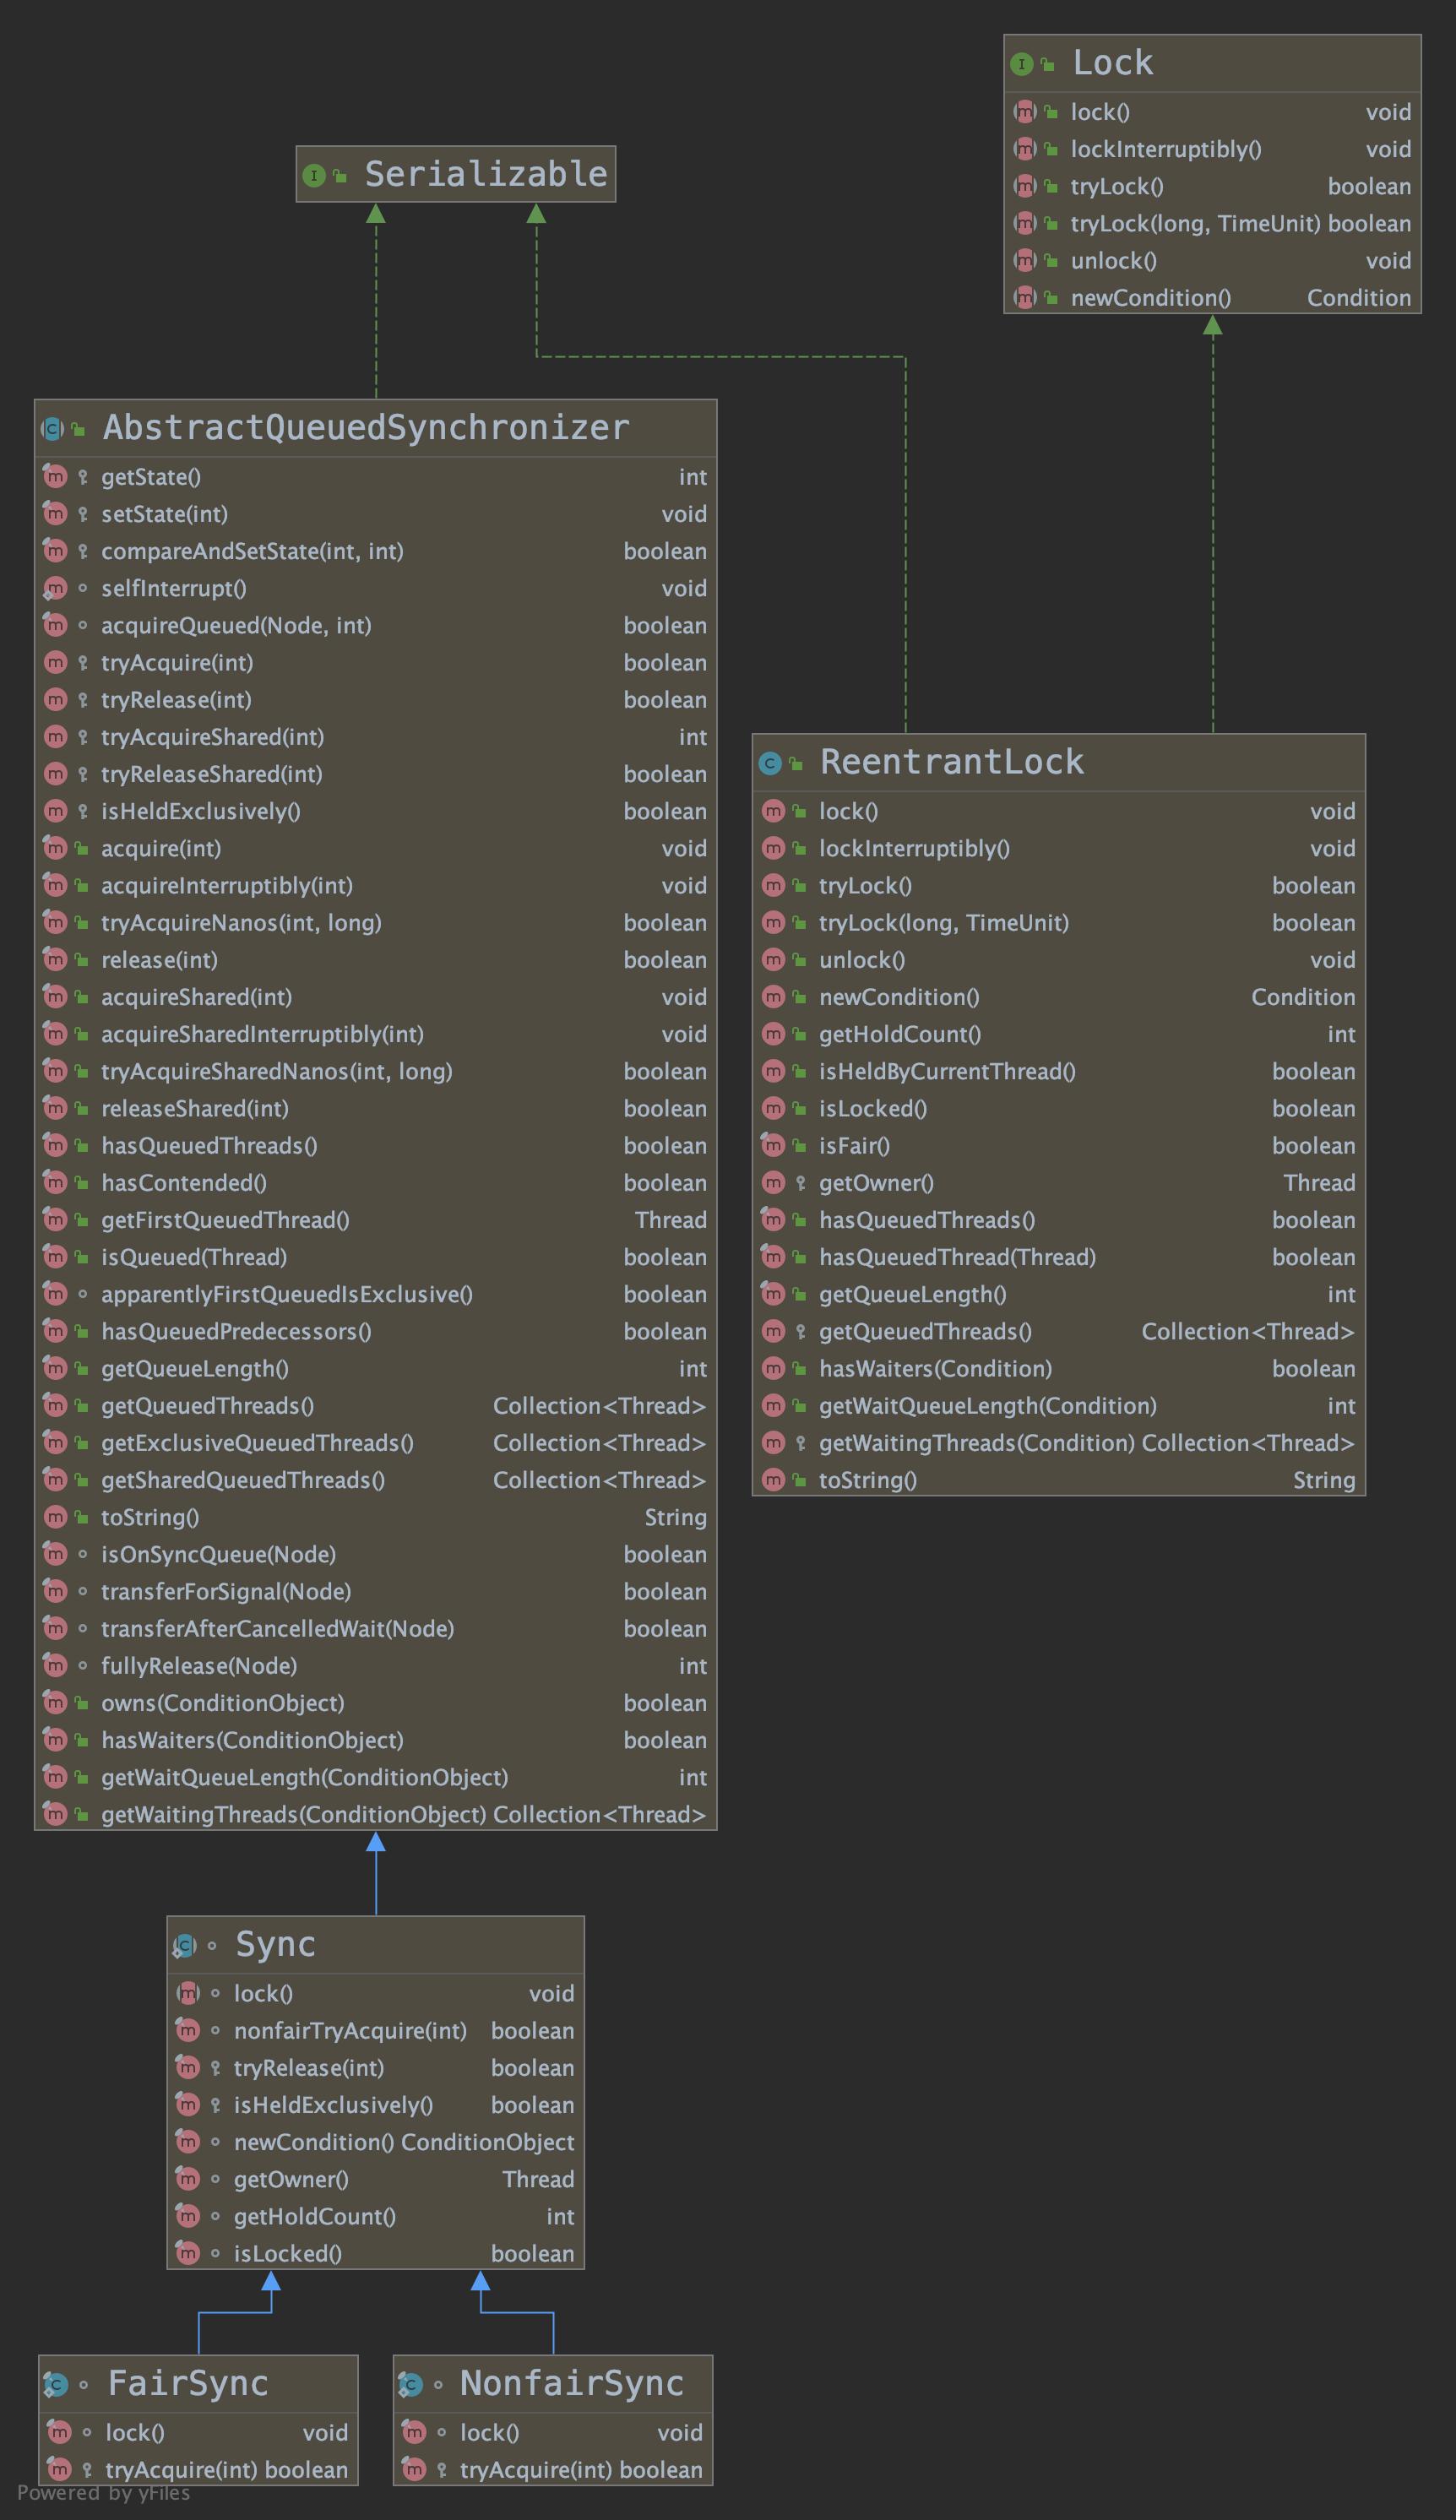 Lock
lock() void
lockInterruptibly() void
tryLock() boolean
tryLock(long, TimeUnit) boolean
unlock() void
newCondition() Condition
Serializable
AbstractQueuedSynchronizer
getState() int
setState(int) void
compareAndSetState(int, int) boolean
selfInterrupt() void
acquireQueued(Node, int) boolean
tryAcquire(int) boolean
tryRelease(int) boolean
tryAcquireShared(int) int
tryReleaseShared(int) boolean
isHeldExclusively() boolean
acquire(int) void
acquireInterruptibly(int) void
tryAcquireNanos(int, long) boolean
release(int) boolean
acquireShared(int) void
acquireSharedInterruptibly(int) void
tryAcquireSharedNanos(int, long) boolean
releaseShared(int) boolean
hasQueuedThreads() boolean
hasContended() boolean
getFirstQueuedThread() Thread
isQueued(Thread) boolean
apparentlyFirstQueuedIsExclusive() boolean
hasQueuedPredecessors() boolean
getQueueLength() int
getQueuedThreads() Collection<Thread>
getExclusiveQueuedThreads() Collection<Thread>
getSharedQueuedThreads() Collection<Thread>
toString() String
isOnSyncQueue(Node) boolean
transferForSignal(Node) boolean
transferAfterCancelledWait(Node) boolean
fullyRelease(Node) int
owns(ConditionObject) boolean
hasWaiters(ConditionObject) boolean
getWaitQueueLength(ConditionObject) int
getWaitingThreads(ConditionObject) Collection<Thread>
ReentrantLock
lock() void
lockInterruptibly() void
tryLock() boolean
tryLock(long, TimeUnit) boolean
unlock() void
newCondition() Condition
getHoldCount() int
isHeldByCurrentThread() boolean
isLocked() boolean
isFair() boolean
getOwner() Thread
hasQueuedThreads() boolean
hasQueuedThread(Thread) boolean
getQueueLength() int
getQueuedThreads() Collection<Thread>
hasWaiters(Condition) boolean
getWaitQueueLength(Condition) int
getWaitingThreads(Condition) Collection<Thread>
toString() String
Sync
lock() void
nonfairTryAcquire(int) boolean
tryRelease(int) boolean
isHeldExclusively() boolean
newCondition() ConditionObject
getOwner() Thread
getHoldCount() int
isLocked() boolean
FairSync
lock() void
tryAcquire(int) boolean
NonfairSync
lock() void
tryAcquire(int) boolean
Powered by yFiles